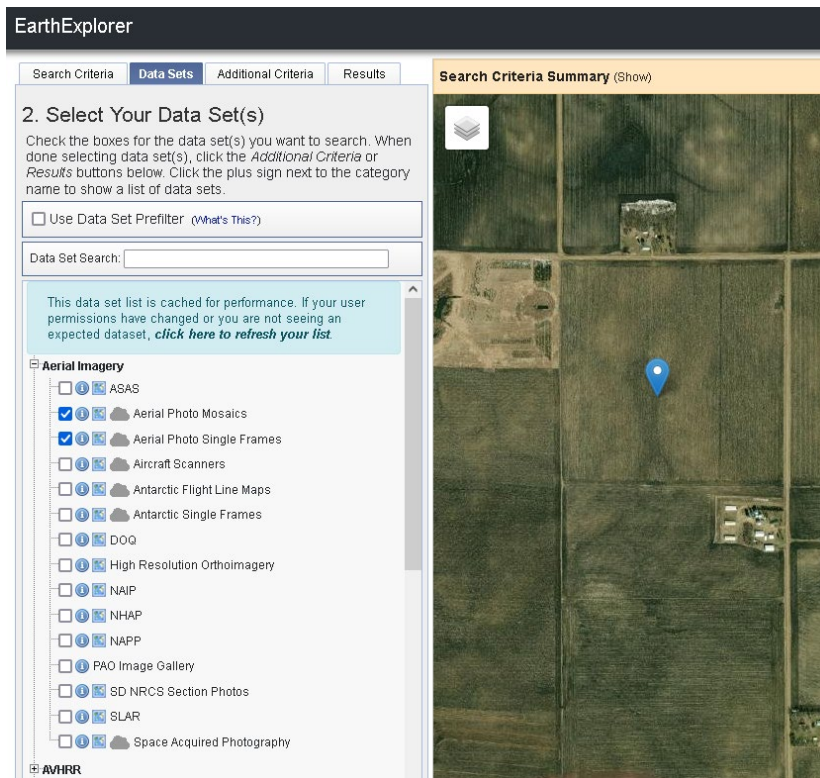 EarthExplorer
Search Criteria
Data Sets
Additional Criteria
Results
2. Select Your Data Set(s)
Check the boxes for the data set(s) you want to search. When
done selecting data set(s), click the Additional Criteria or
Results buttons below. Click the plus sign next to the category
name to show a list of data sets.
Use Data Set Prefilter (What's This?)
Data Set Search:
This data set list is cached for performance. If your user
permissions have changed or you are not seeing an
expected dataset, click here to refresh your list.
Aerial Imagery
ASAS
Aerial Photo Mosaics
Aerial Photo Single Frames
Aircraft Scanners
Antarctic Flight Line Maps
Antarctic Single Frames
DOQ
High Resolution Orthoimagery
NAIP
NHAP
NAPP
PAO Image Gallery
SD NRCS Section Photos
SLAR
Space Acquired Photography
AVHRR
Search Criteria Summary (Show)